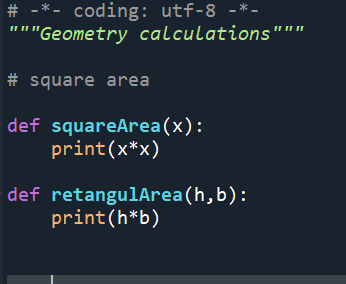 # -*- coding: utf-8 -*-
"""Geometry calculations"""
# square area
def squareArea(x):
    print(x*x)
def retangulArea(h,b):
    print(h*b)